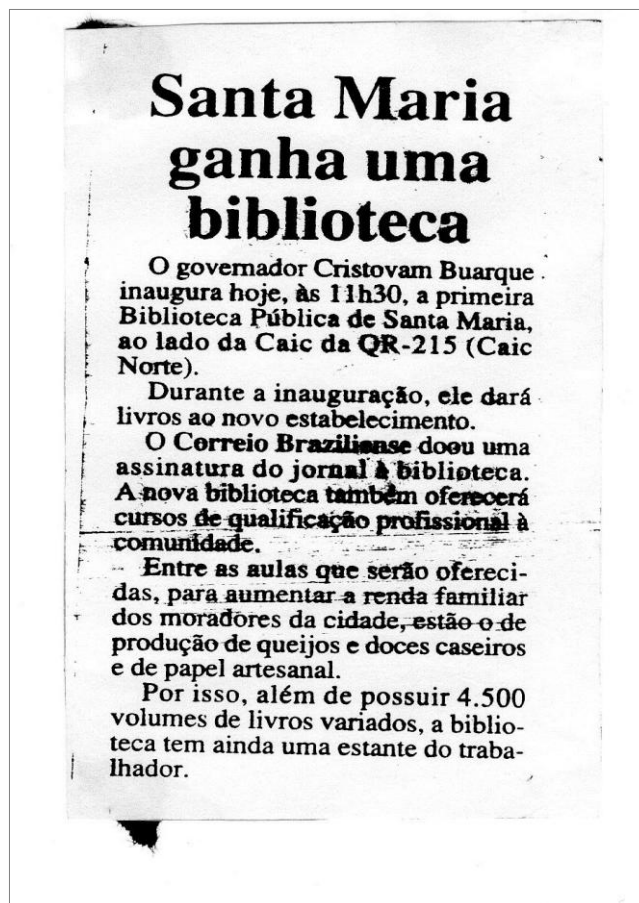 Santa Maria
ganha uma
biblioteca
O governador Cristovam Buarque
inaugura hoje, às 11h30, a primeira
Biblioteca Pública de Santa Maria,
ao lado da Caic da QR-215 (Caic
Norte).
Durante a inauguração, ele dará
livros ao novo estabelecimento.
O Correio Braziliense doou uma
assinatura do jornal à biblioteca.
A nova biblioteca também oferecerá
cursos de qualificação profissional à
comunidade.
Entre as aulas que serão ofereci-
das, para aumentar a renda familiar
dos moradores da cidade, estão o de
produção de queijos e doces caseiros
e de papel artesanal.
Por isso, além de possuir 4.500
volumes de livros variados, a biblio-
teca tem ainda uma estante do traba-
lhador.